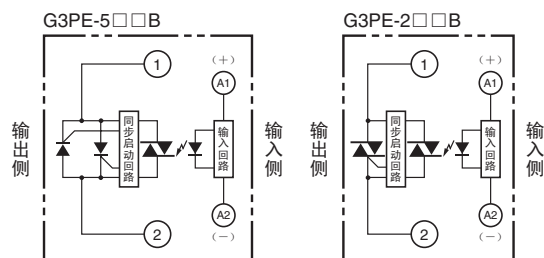 G3PE-5□□B
1
(+)
A1
输出侧
同步启动回路
输入回路
输入侧
A2
(−)
2
G3PE-2□□B
1
(+)
A1
输出侧
同步启动回路
输入回路
输入侧
A2
(−)
2